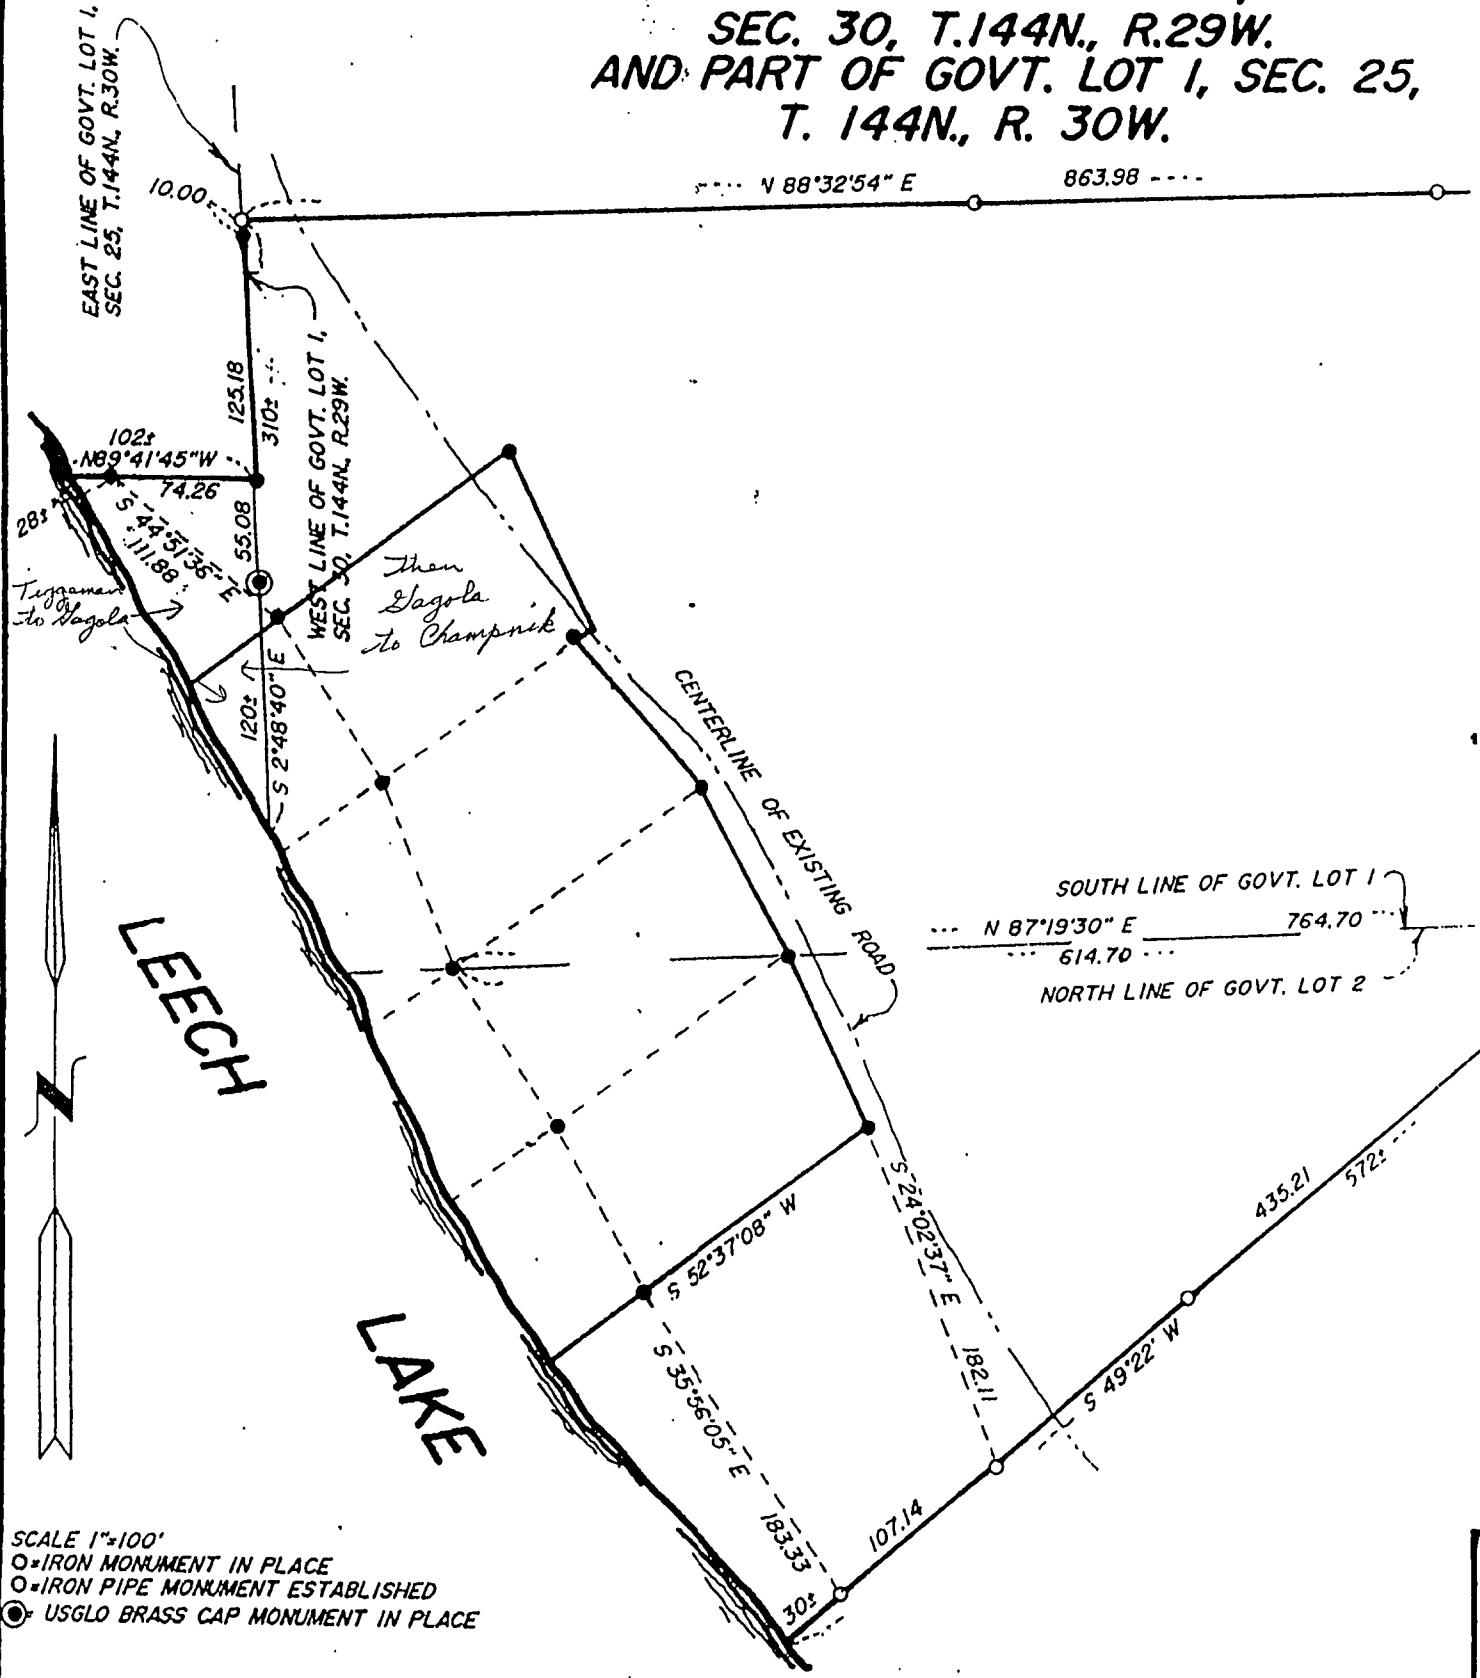 SEC. 30, T.144N., R.29W.
AND PART OF GOVT. LOT 1, SEC. 25,
T. 144N., R. 30W.
EAST LINE OF GOVT. LOT 1,
SEC. 25, T.144N., R.30W.
10.00
N 88°32'54" E
863.98
125.18
310±
WEST LINE OF GOVT. LOT 1,
SEC. 30, T.144N., R.29W.
102±
N89°41'45"W
74.26
28±
S 44°51'36" E
111.88
55.08
to Gagola
then
Gagola
to Champnik
120±
S 2°48'40" E
CENTERLINE OF EXISTING ROAD
SOUTH LINE OF GOVT. LOT 1
N 87°19'30" E
764.70
614.70
NORTH LINE OF GOVT. LOT 2
LEECH
LAKE
S 52°37'08" W
S 24°02'37" E
182.11
435.21
572±
S 49°22' W
S 35°56'05" E
183.33
107.14
30±
N
SCALE 1"=100'
O=IRON MONUMENT IN PLACE
O=IRON PIPE MONUMENT ESTABLISHED
= USGLO BRASS CAP MONUMENT IN PLACE